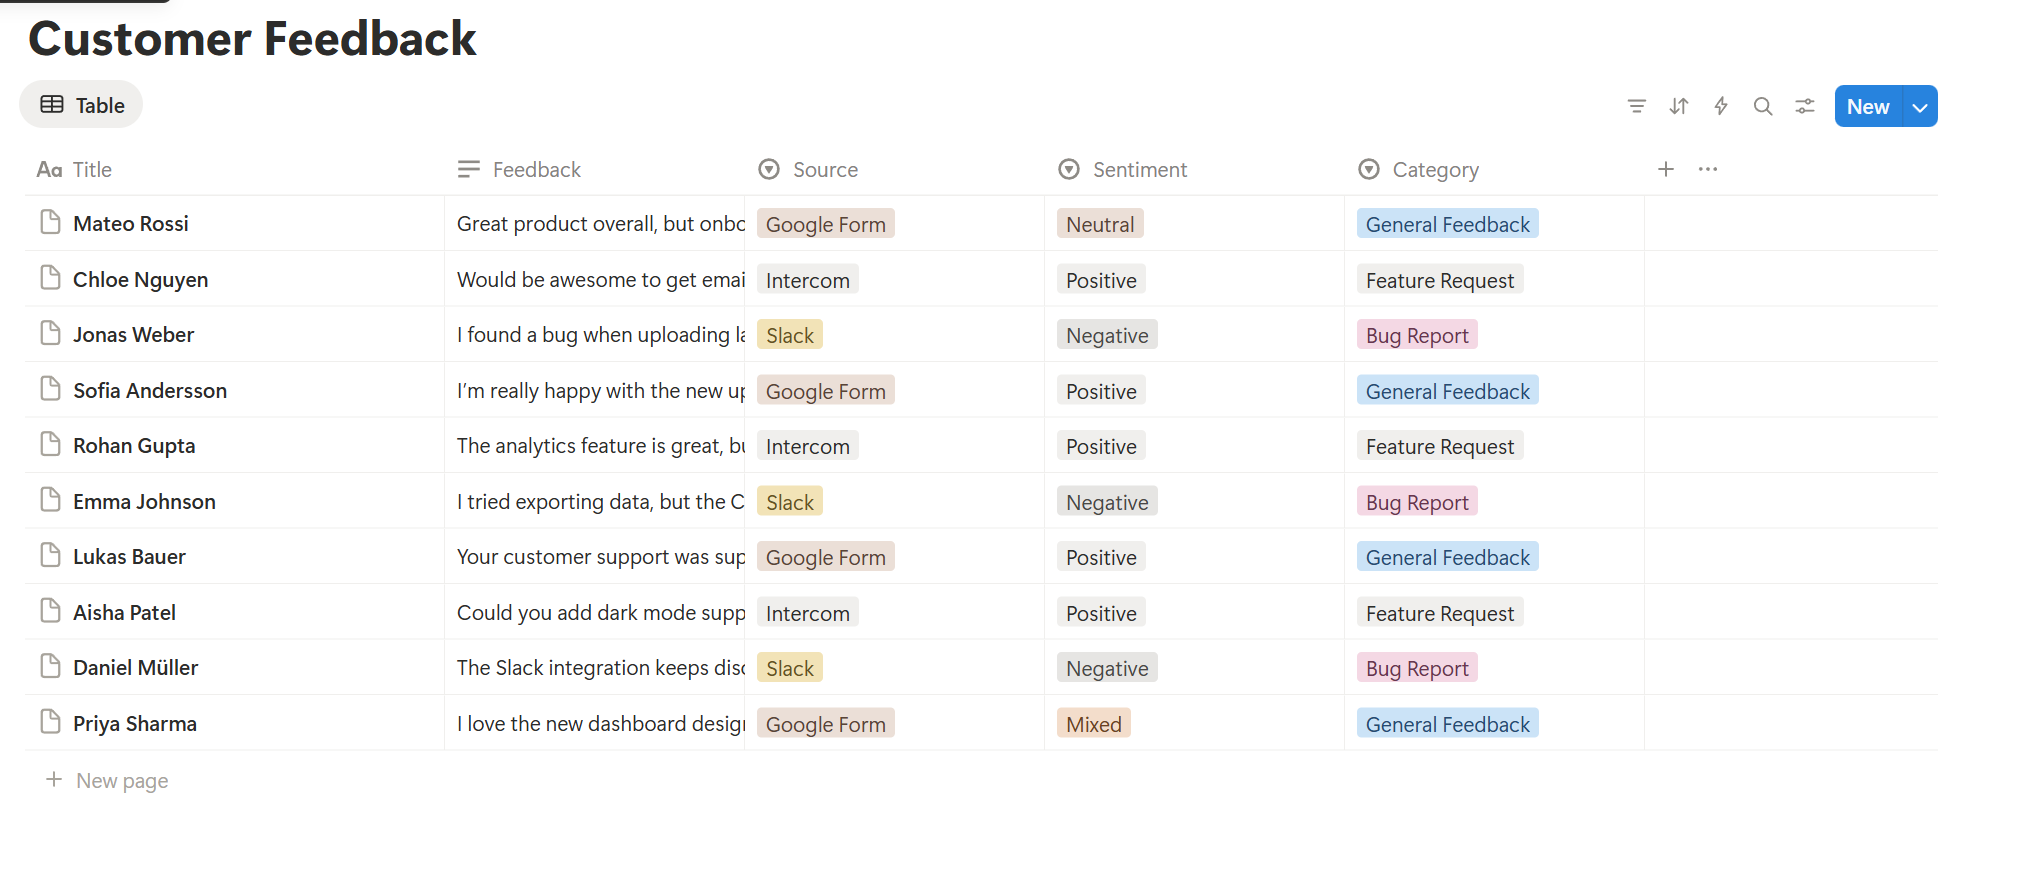 Customer Feedback
Table
New
Aa Title Feedback Source Sentiment Category
Mateo Rossi Great product overall, but onbo Google Form Neutral General Feedback
Chloe Nguyen Would be awesome to get emai Intercom Positive Feature Request
Jonas Weber I found a bug when uploading la Slack Negative Bug Report
Sofia Andersson I’m really happy with the new up Google Form Positive General Feedback
Rohan Gupta The analytics feature is great, bu Intercom Positive Feature Request
Emma Johnson I tried exporting data, but the C Slack Negative Bug Report
Lukas Bauer Your customer support was sup Google Form Positive General Feedback
Aisha Patel Could you add dark mode supp Intercom Positive Feature Request
Daniel Müller The Slack integration keeps disc Slack Negative Bug Report
Priya Sharma I love the new dashboard design Google Form Mixed General Feedback
New page